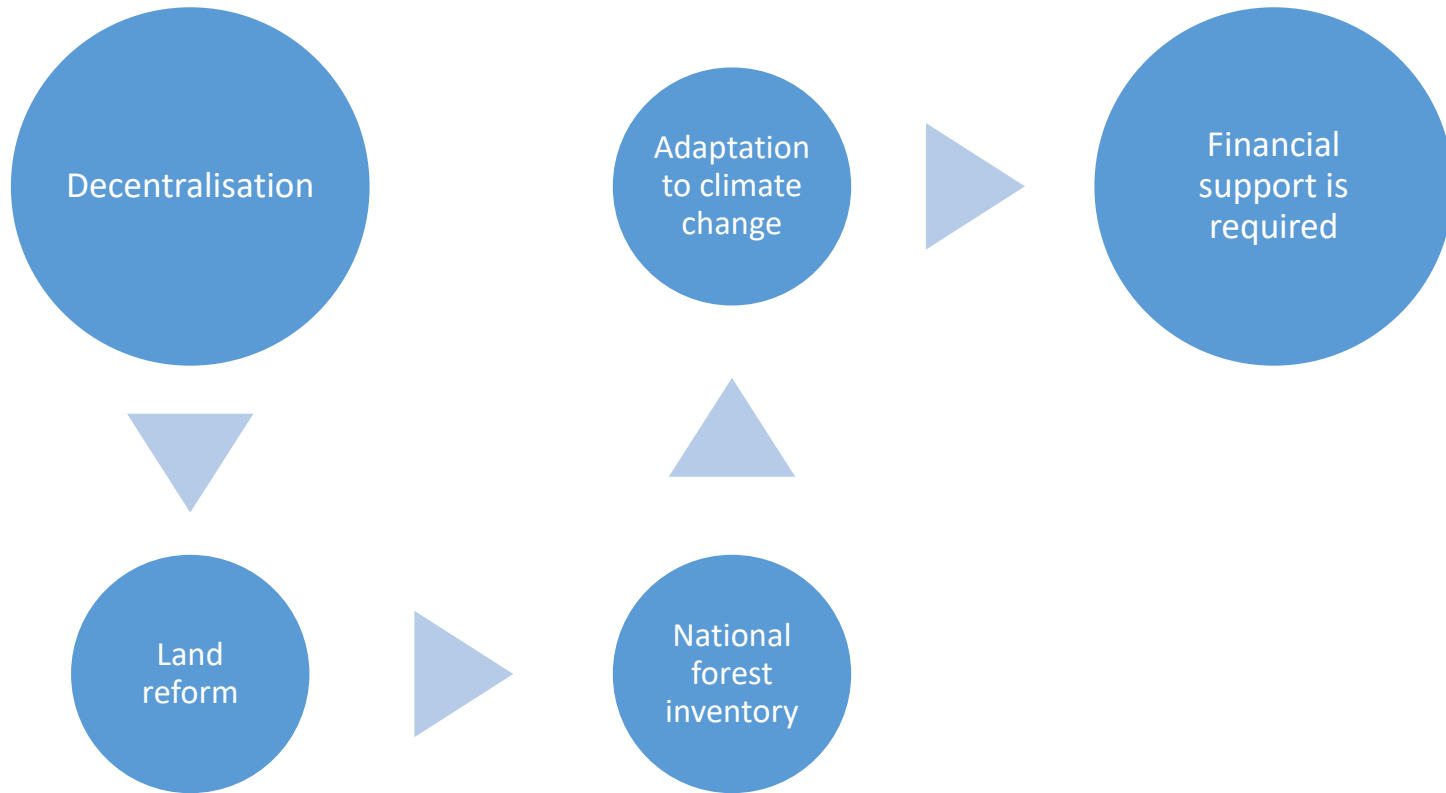 Decentralisation
Land
reform
National
forest
inventory
Adaptation
to climate
change
Financial
support is
required